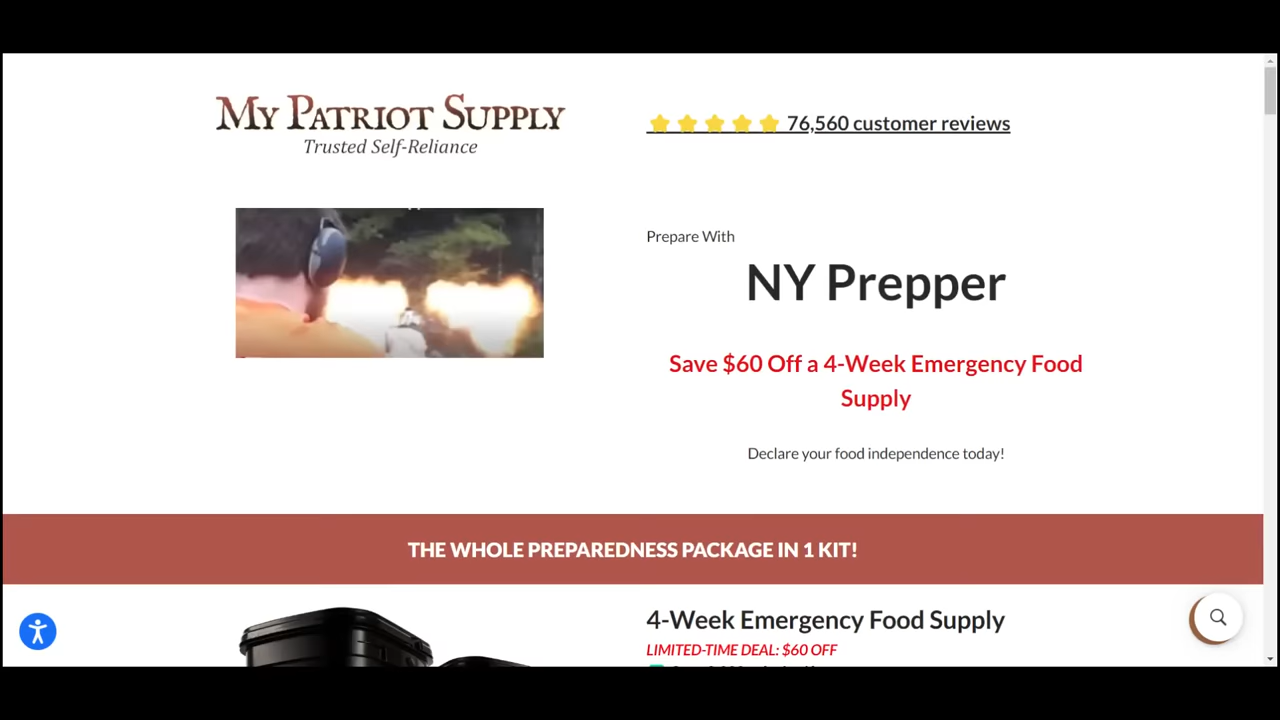 MY PATRIOT SUPPLY
Trusted Self-Reliance
76,560 customer reviews
Prepare With
NY Prepper
Save $60 Off a 4-Week Emergency Food
Supply
Declare your food independence today!
THE WHOLE PREPAREDNESS PACKAGE IN 1 KIT!
4-Week Emergency Food Supply
LIMITED-TIME DEAL: $60 OFF